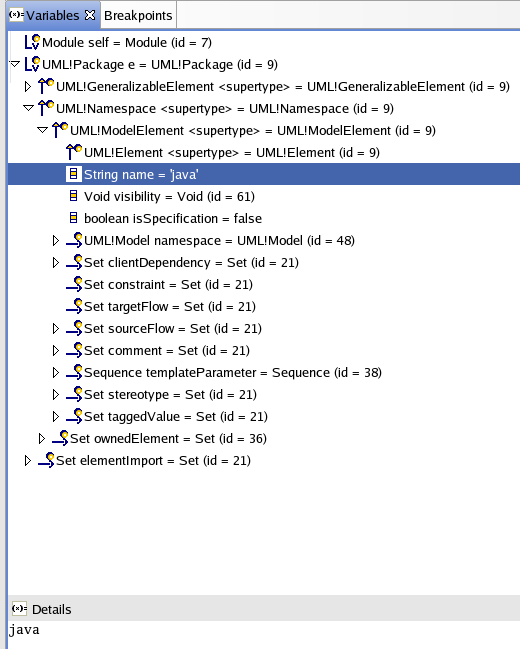 Variables Breakpoints
Module self = Module (id = 7)
UML!Package e = UML!Package (id = 9)
UML!GeneralizableElement <supertype> = UML!GeneralizableElement (id = 9)
UML!Namespace <supertype> = UML!Namespace (id = 9)
UML!ModelElement <supertype> = UML!ModelElement (id = 9)
UML!Element <supertype> = UML!Element (id = 9)
String name = 'java'
Void visibility = Void (id = 61)
boolean isSpecification = false
UML!Model namespace = UML!Model (id = 48)
Set clientDependency = Set (id = 21)
Set constraint = Set (id = 21)
Set targetFlow = Set (id = 21)
Set sourceFlow = Set (id = 21)
Set comment = Set (id = 21)
Sequence templateParameter = Sequence (id = 38)
Set stereotype = Set (id = 21)
Set taggedValue = Set (id = 21)
Set ownedElement = Set (id = 36)
Set elementImport = Set (id = 21)
Details
java